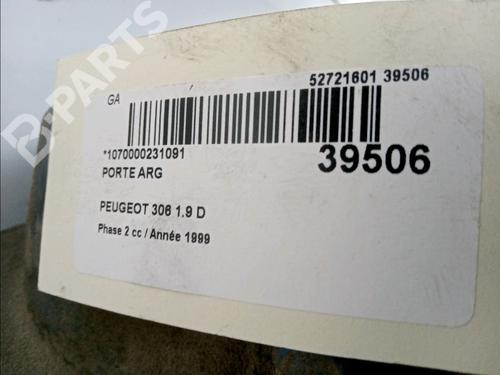 B-PARTS
GA
52721601 39506
*1070000231091
39506
PORTE ARG
PEUGEOT 306 1.9 D
Phase 2 cc / Année 1999